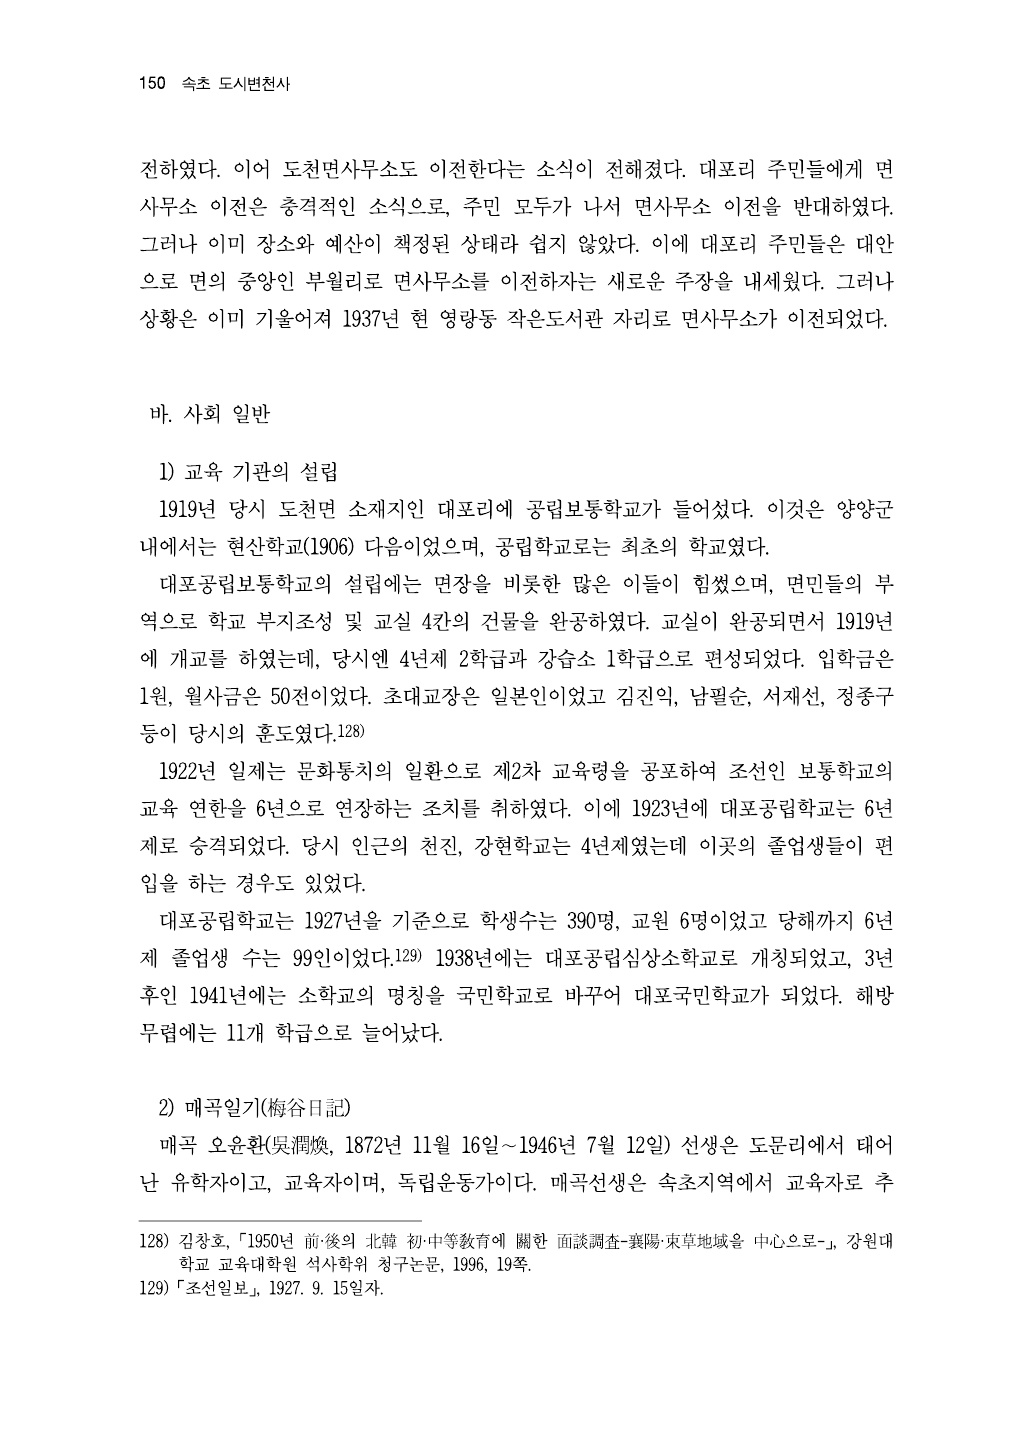 150 속초 도시변천사
전하였다. 이어 도천면사무소도 이전한다는 소식이 전해졌다. 대포리 주민들에게 면
사무소 이전은 충격적인 소식으로, 주민 모두가 나서 면사무소 이전을 반대하였다.
그러나 이미 장소와 예산이 책정된 상태라 쉽지 않았다. 이에 대포리 주민들은 대안
으로 면의 중앙인 부월리로 면사무소를 이전하자는 새로운 주장을 내세웠다. 그러나
상황은 이미 기울어져 1937년 현 영랑동 작은도서관 자리로 면사무소가 이전되었다.
바. 사회 일반
1) 교육 기관의 설립
1919년 당시 도천면 소재지인 대포리에 공립보통학교가 들어섰다. 이것은 양양군
내에서는 현산학교(1906) 다음이었으며, 공립학교로는 최초의 학교였다.
대포공립보통학교의 설립에는 면장을 비롯한 많은 이들이 힘썼으며, 면민들의 부
역으로 학교 부지조성 및 교실 4칸의 건물을 완공하였다. 교실이 완공되면서 1919년
에 개교를 하였는데, 당시엔 4년제 2학급과 강습소 1학급으로 편성되었다. 입학금은
1원, 월사금은 50전이었다. 초대교장은 일본인이었고 김진익, 남필순, 서재선, 정종구
등이 당시의 훈도였다.128)
1922년 일제는 문화통치의 일환으로 제2차 교육령을 공포하여 조선인 보통학교의
교육 연한을 6년으로 연장하는 조치를 취하였다. 이에 1923년에 대포공립학교는 6년
제로 승격되었다. 당시 인근의 천진, 강현학교는 4년제였는데 이곳의 졸업생들이 편
입을 하는 경우도 있었다.
대포공립학교는 1927년을 기준으로 학생수는 390명, 교원 6명이었고 당해까지 6년
제 졸업생 수는 99인이었다.129) 1938년에는 대포공립심상소학교로 개칭되었고, 3년
후인 1941년에는 소학교의 명칭을 국민학교로 바꾸어 대포국민학교가 되었다. 해방
무렵에는 11개 학급으로 늘어났다.
2) 매곡일기(梅谷日記)
매곡 오윤환(吳潤煥, 1872년 11월 16일~1946년 7월 12일) 선생은 도문리에서 태어
난 유학자이고, 교육자이며, 독립운동가이다. 매곡선생은 속초지역에서 교육자로 추
128) 김창호, 「1950년 前·後의 北韓 初·中等敎育에 關한 面談調査-襄陽·束草地域을 中心으로-」, 강원대
학교 교육대학원 석사학위 청구논문, 1996, 19쪽.
129) 「조선일보」, 1927. 9. 15일자.